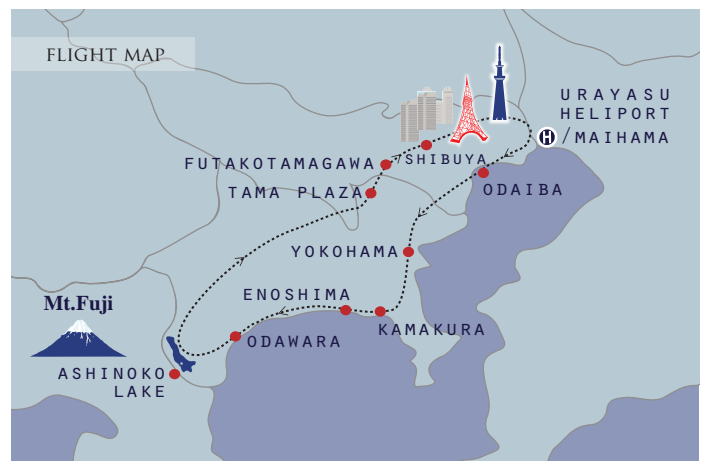 FLIGHT MAP
URAYASU
HELIPORT
/MAIHAMA
H
FUTAKOTAMAGAWA
SHIBUYA
TAMA PLAZA
ODAIBA
YOKOHAMA
ENOSHIMA
Mt.Fuji
KAMAKURA
ODAWARA
ASHINOKO
LAKE